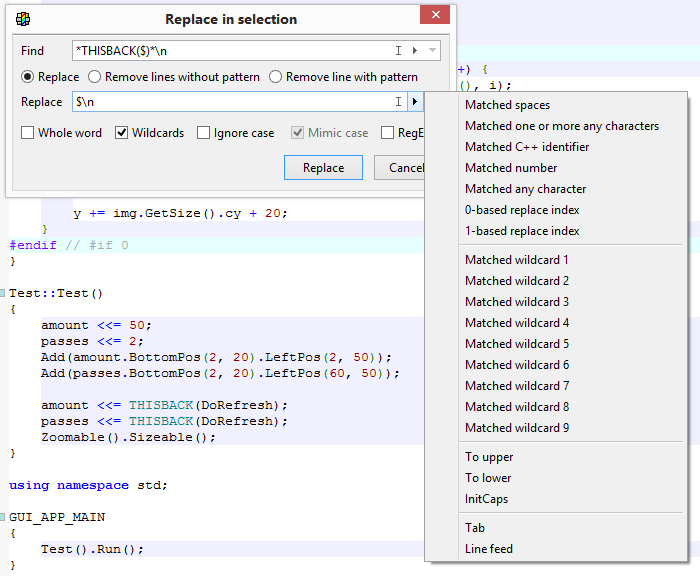 Replace in selection
Find
*THISBACK($)*\n
Replace
Remove lines without pattern
Remove line with pattern
Replace
$\n
Whole word
Wildcards
Ignore case
Mimic case
RegE
Replace
Cancel
+) {
(), i);
Matched spaces
Matched one or more any characters
Matched C++ identifier
Matched number
Matched any character
0-based replace index
1-based replace index
Matched wildcard 1
Matched wildcard 2
Matched wildcard 3
Matched wildcard 4
Matched wildcard 5
Matched wildcard 6
Matched wildcard 7
Matched wildcard 8
Matched wildcard 9
To upper
To lower
InitCaps
Tab
Line feed
y += img.GetSize().cy + 20;
}
#endif // #if 0
}
Test::Test()
{
amount <<= 50;
passes <<= 2;
Add(amount.BottomPos(2, 20).LeftPos(2, 50));
Add(passes.BottomPos(2, 20).LeftPos(60, 50));
amount <<= THISBACK(DoRefresh);
passes <<= THISBACK(DoRefresh);
Zoomable().Sizeable();
}
using namespace std;
GUI_APP_MAIN
{
Test().Run();
}